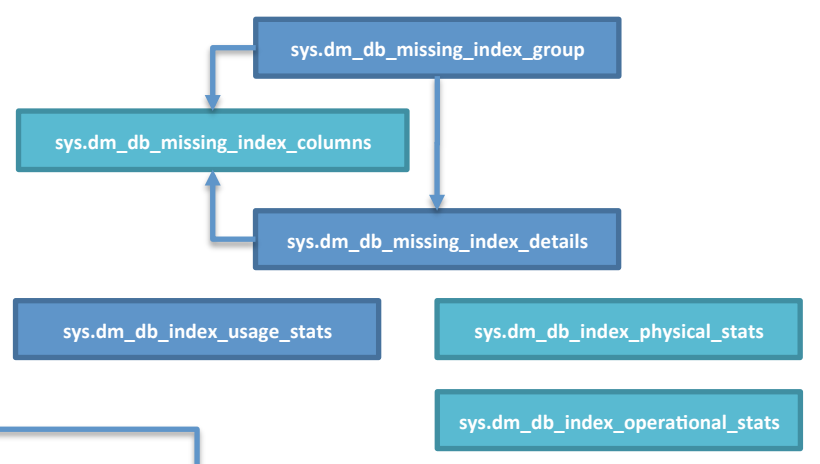 sys.dm_db_missing_index_group
sys.dm_db_missing_index_columns
sys.dm_db_missing_index_details
sys.dm_db_index_usage_stats
sys.dm_db_index_physical_stats
sys.dm_db_index_operational_stats